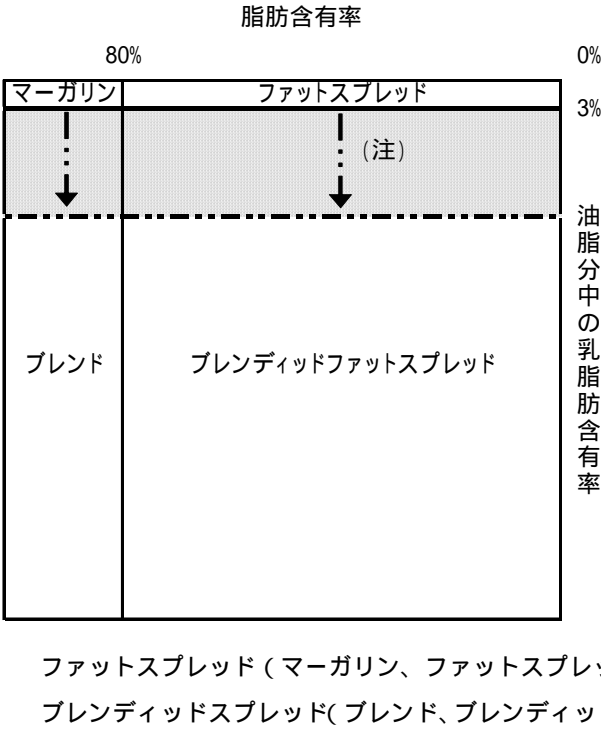 脂肪含有率
80% 0%
マーガリン ファットスプレッド
3%
(注)
油脂分中の乳脂肪含有率
ブレンド ブレンディッドファットスプレッド
ファットスプレッド(マーガリン、ファットスプレッ
ブレンディッドスプレッド(ブレンド、ブレンディッ